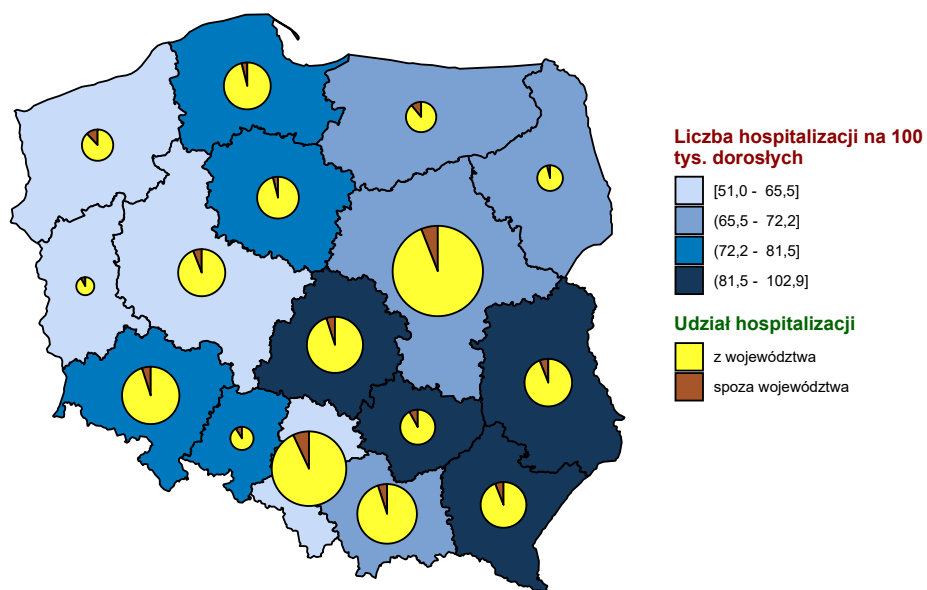 Liczba hospitalizacji na 100
tys. dorosłych
[51,0 - 65,5]
(65,5 - 72,2]
(72,2 - 81,5]
(81,5 - 102,9]
Udział hospitalizacji
z województwa
spoza województwa